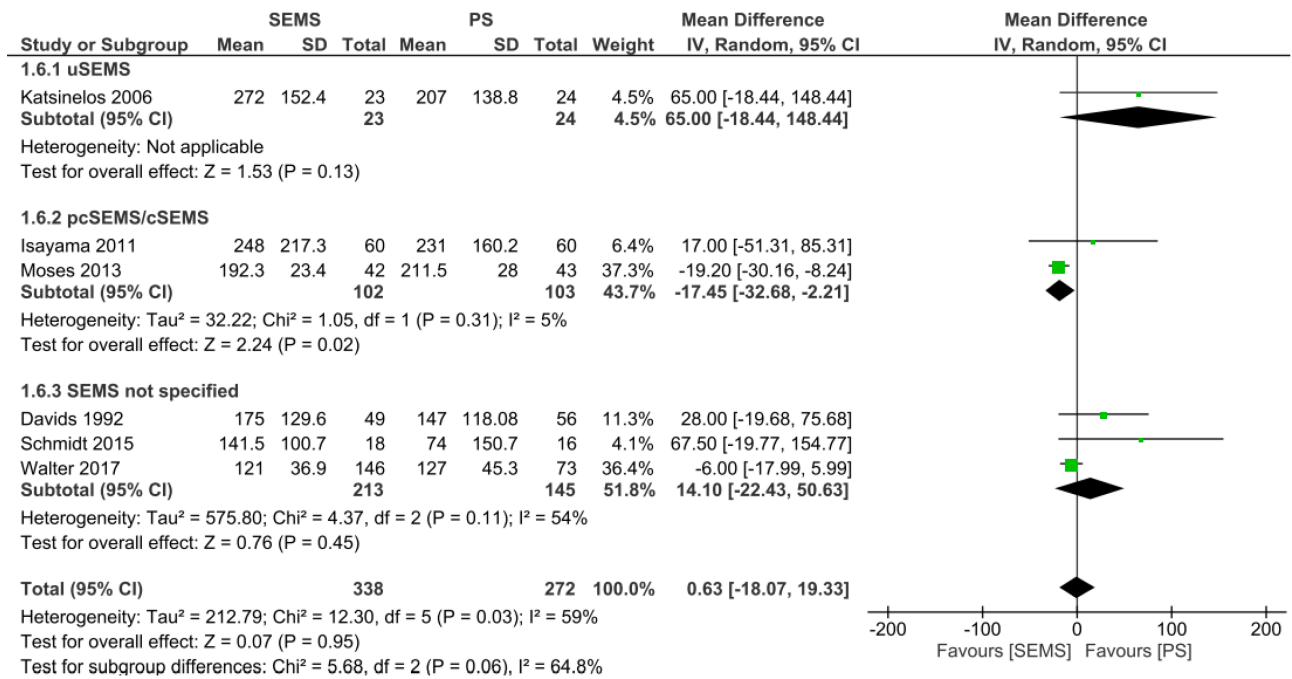 SEMS PS Mean Difference Mean Difference
Study or Subgroup Mean SD Total Mean SD Total Weight IV, Random, 95% CI IV, Random, 95% CI
1.6.1 uSEMS
Katsinelos 2006 272 152.4 23 207 138.8 24 4.5% 65.00 [-18.44, 148.44]
Subtotal (95% CI) 23 24 4.5% 65.00 [-18.44, 148.44]
Heterogeneity: Not applicable
Test for overall effect: Z = 1.53 (P = 0.13)
1.6.2 pcSEMS/cSEMS
Isayama 2011 248 217.3 60 231 160.2 60 6.4% 17.00 [-51.31, 85.31]
Moses 2013 192.3 23.4 42 211.5 28 43 37.3% -19.20 [-30.16, -8.24]
Subtotal (95% CI) 102 103 43.7% -17.45 [-32.68, -2.21]
Heterogeneity: Tau² = 32.22; Chi² = 1.05, df = 1 (P = 0.31); I² = 5%
Test for overall effect: Z = 2.24 (P = 0.02)
1.6.3 SEMS not specified
Davids 1992 175 129.6 49 147 118.08 56 11.3% 28.00 [-19.68, 75.68]
Schmidt 2015 141.5 100.7 18 74 150.7 16 4.1% 67.50 [-19.77, 154.77]
Walter 2017 121 36.9 146 127 45.3 73 36.4% -6.00 [-17.99, 5.99]
Subtotal (95% CI) 213 145 51.8% 14.10 [-22.43, 50.63]
Heterogeneity: Tau² = 575.80; Chi² = 4.37, df = 2 (P = 0.11); I² = 54%
Test for overall effect: Z = 0.76 (P = 0.45)
Total (95% CI) 338 272 100.0% 0.63 [-18.07, 19.33]
Heterogeneity: Tau² = 212.79; Chi² = 12.30, df = 5 (P = 0.03); I² = 59%
Test for overall effect: Z = 0.07 (P = 0.95)
Test for subgroup differences: Chi² = 5.68, df = 2 (P = 0.06), I² = 64.8%
-200 -100 0 100 200
Favours [SEMS] Favours [PS]